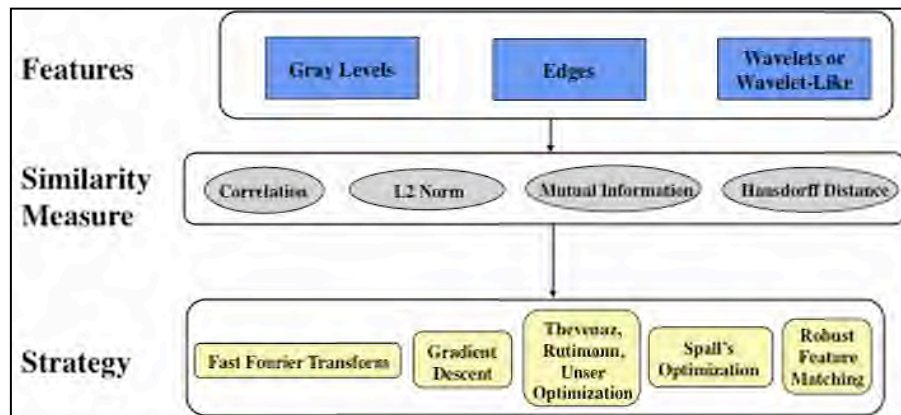 Features
Gray Levels
Edges
Wavelets or
Wavelet-Like
Similarity
Measure
Correlation
L2 Norm
Mutual Information
Hausdorff Distance
Strategy
Fast Fourier Transform
Gradient
Descent
Thevenaz,
Rutimann,
Unser
Optimization
Spall's
Optimization
Robust
Feature
Matching